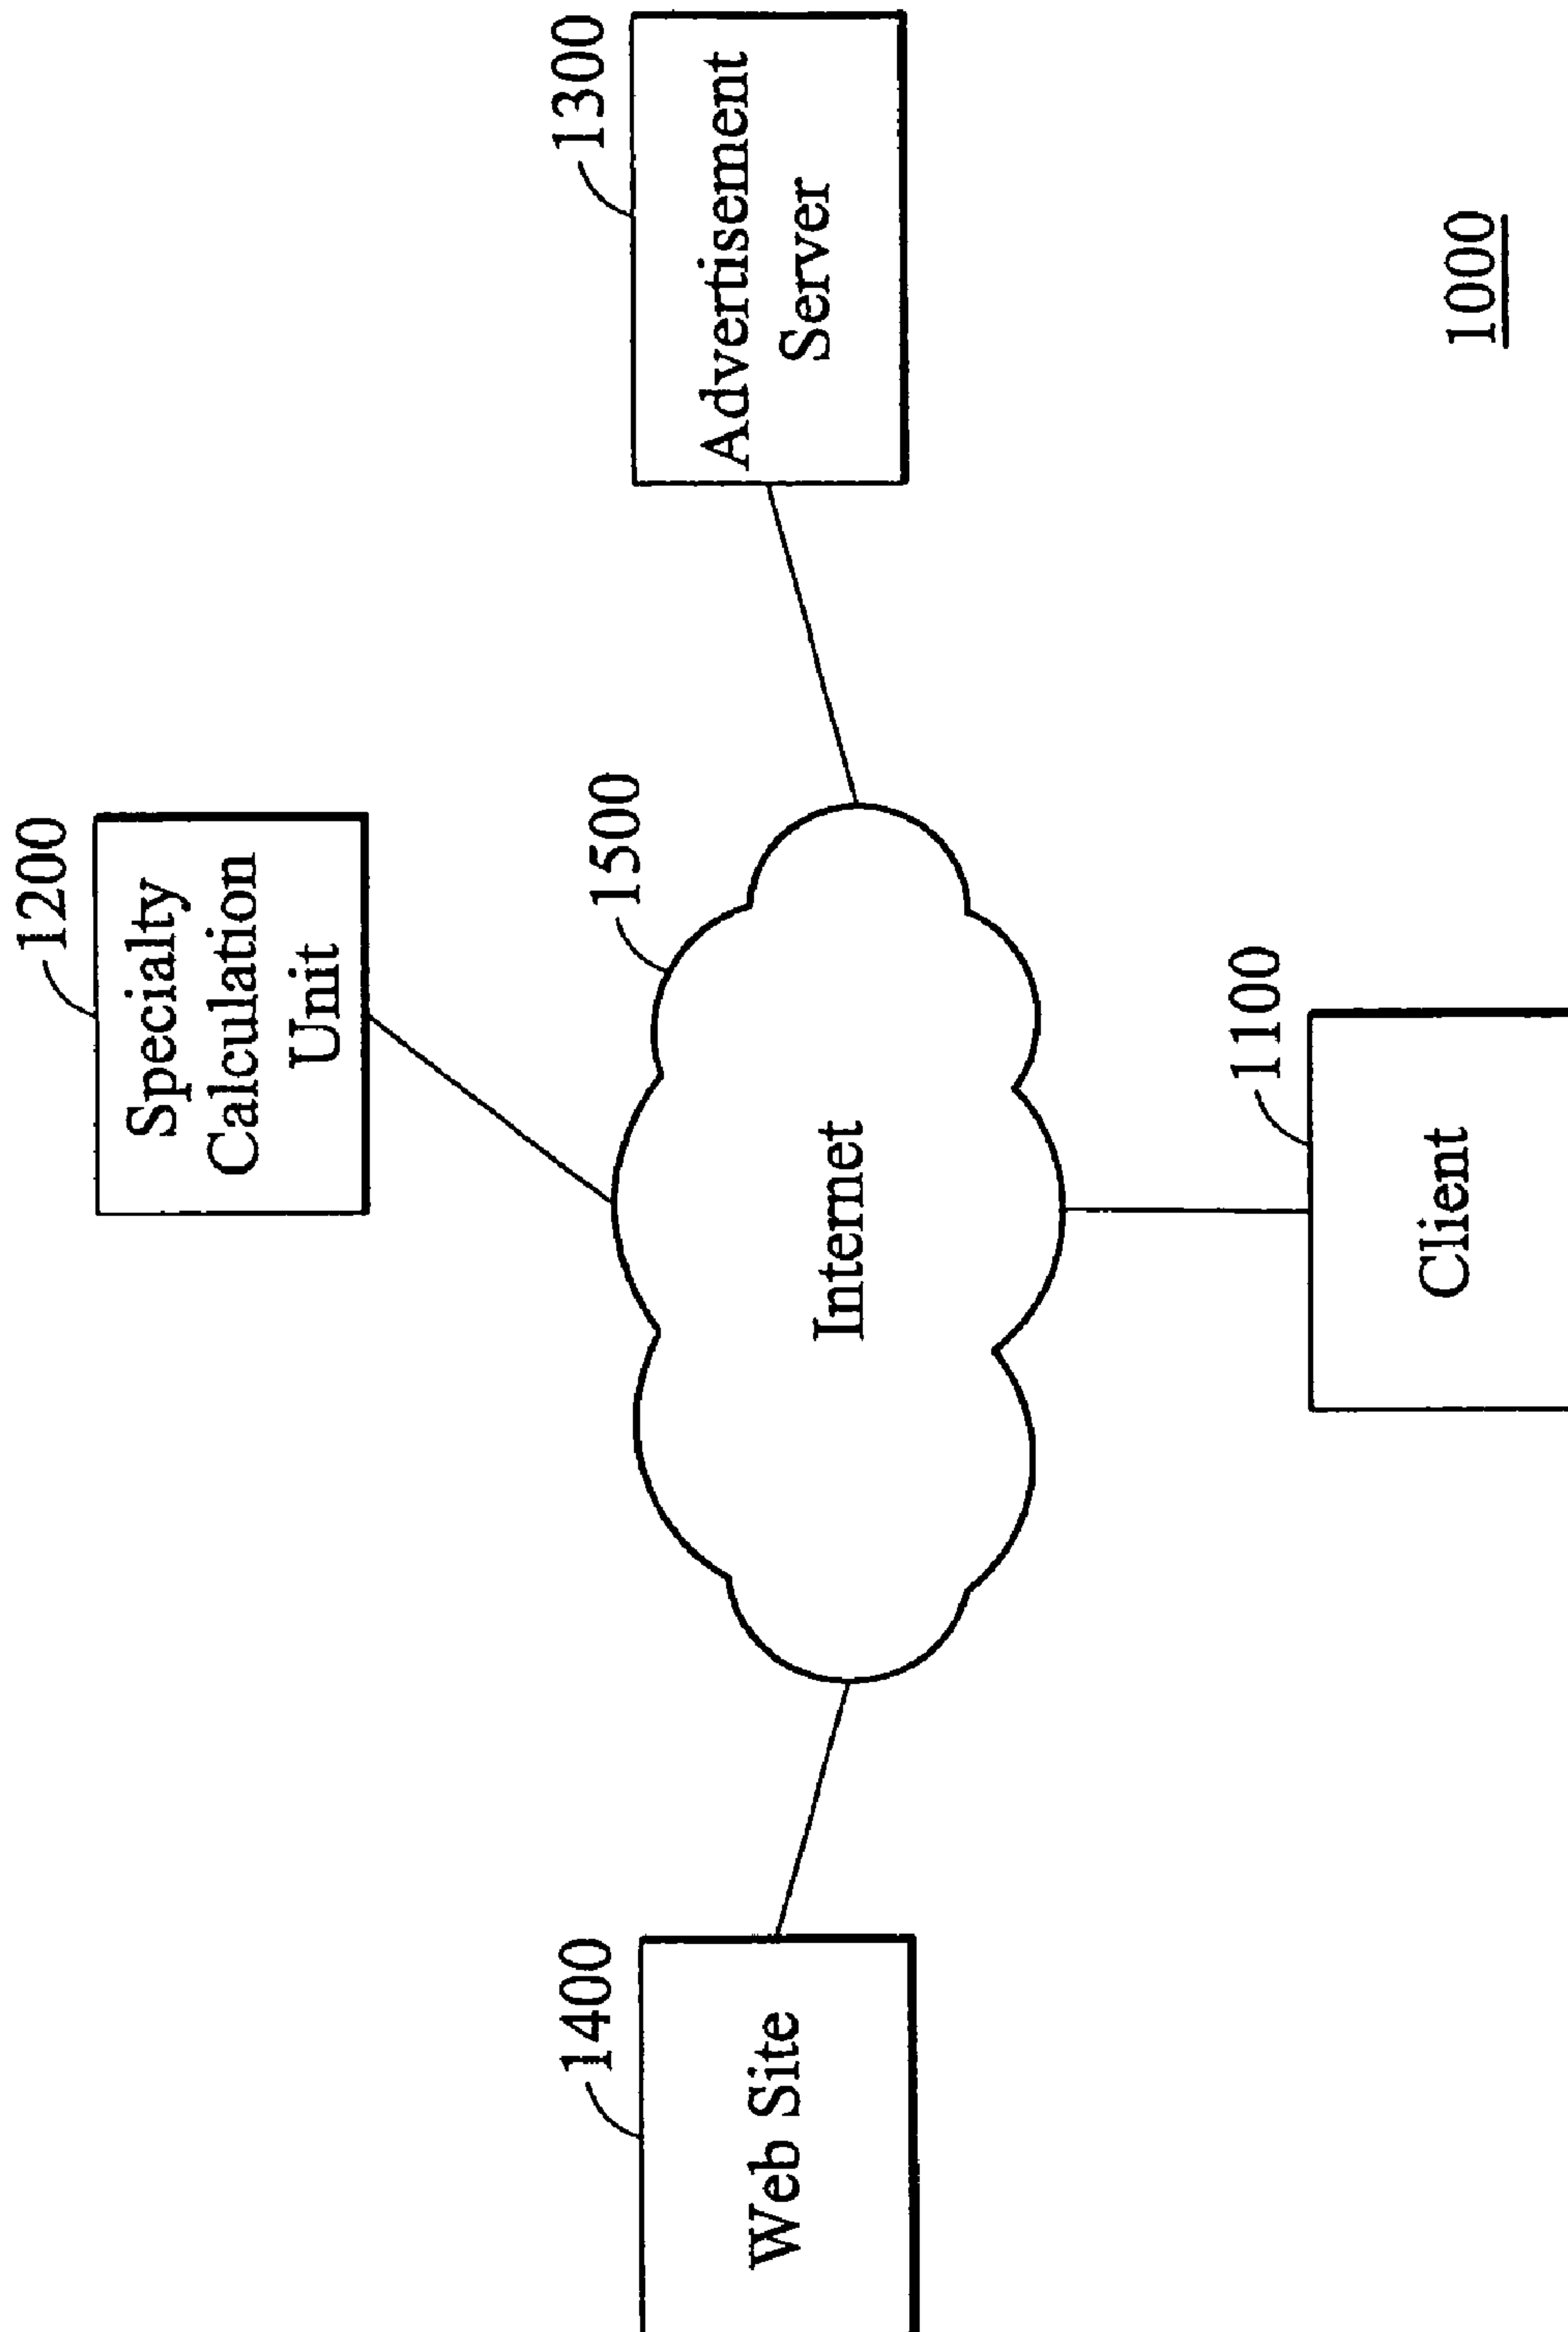 1200
Specialty
Calculation
Unit
1400
Web Site
1500
Internet
1300
Advertisement
Server
1100
Client
1000